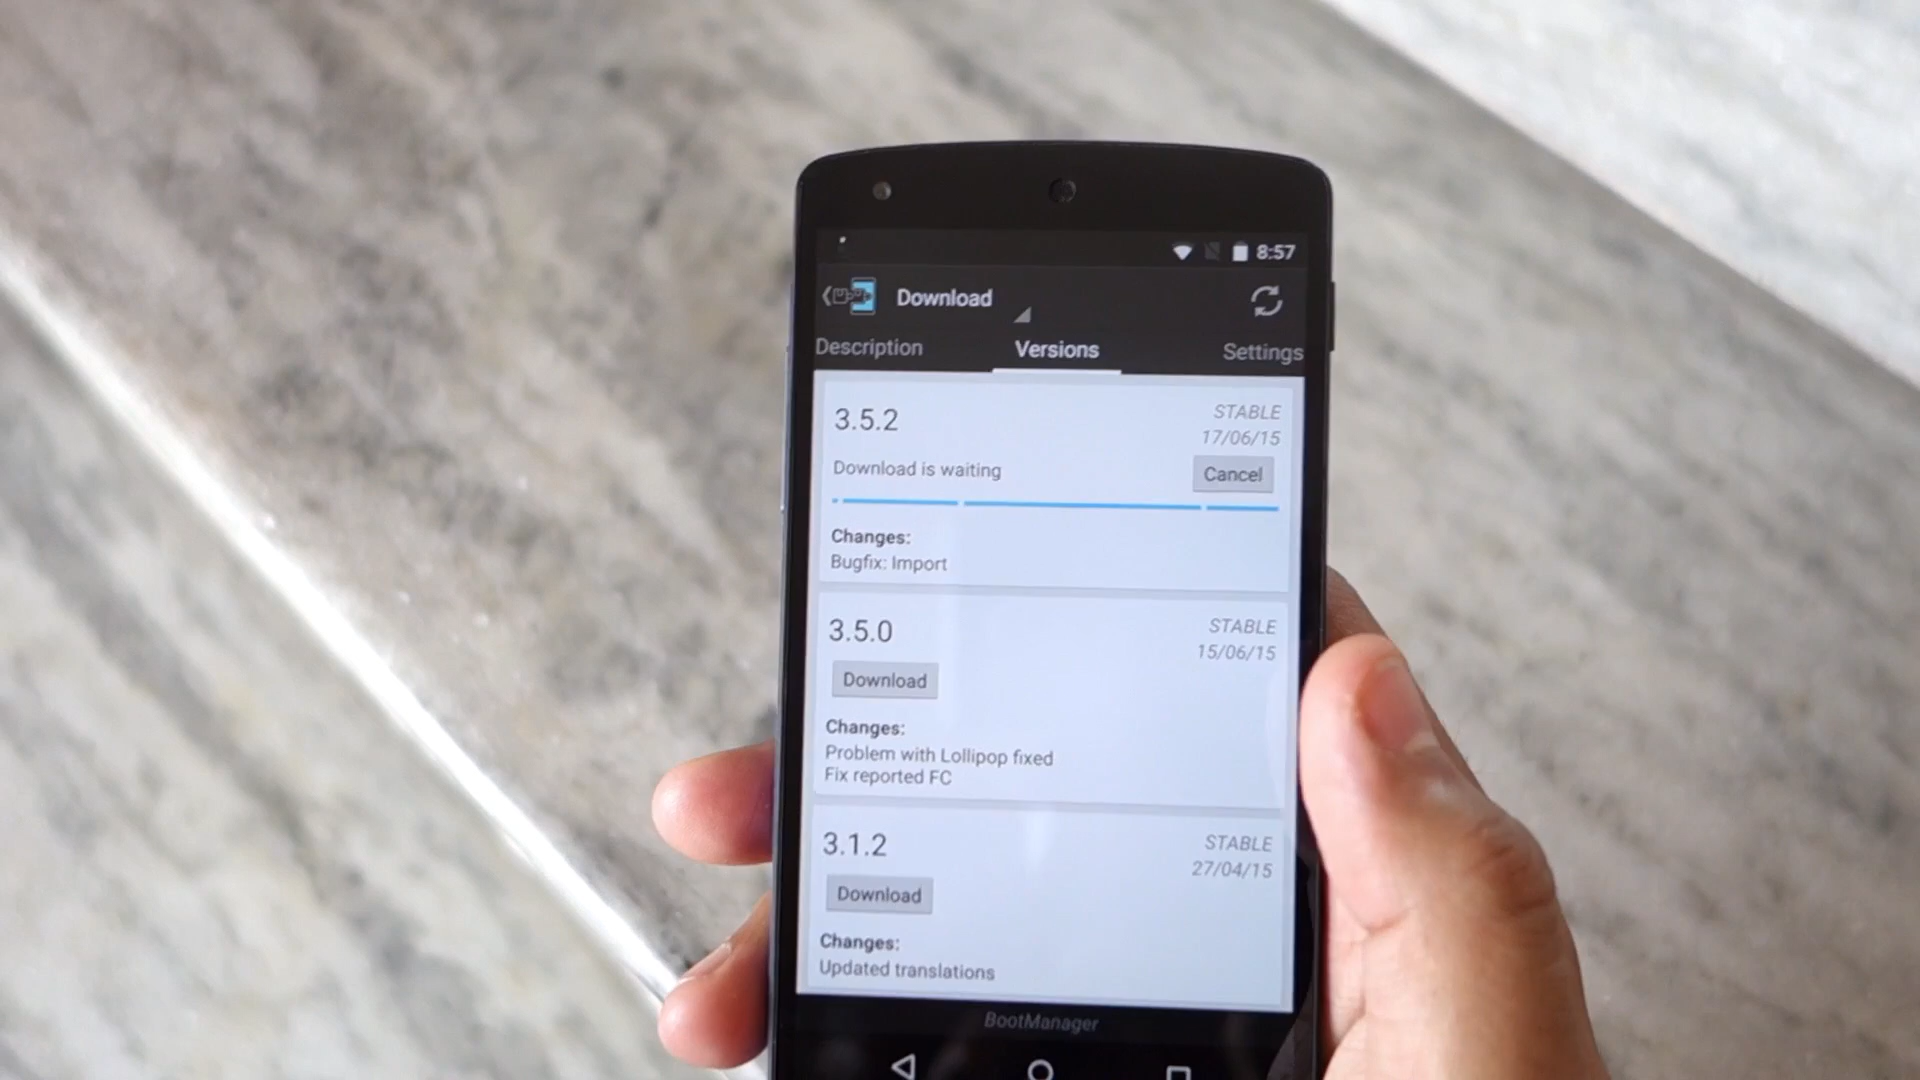 8:57
Download
Description Versions Settings
3.5.2 STABLE
17/06/15
Download is waiting Cancel
Changes:
Bugfix: Import
3.5.0 STABLE
15/06/15
Download
Changes:
Problem with Lollipop fixed
Fix reported FC
3.1.2 STABLE
27/04/15
Download
Changes:
Updated translations
BootManager